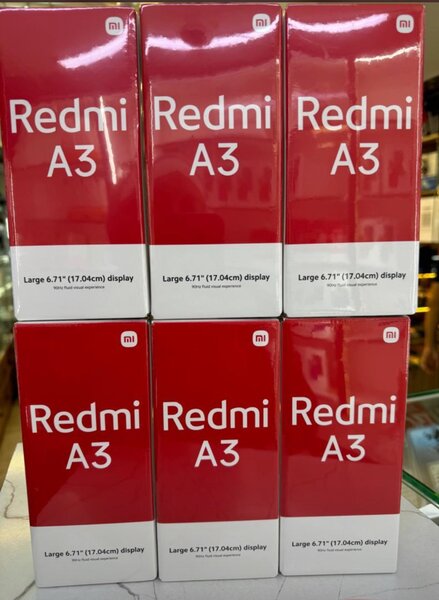 mi
Redmi
A3
Large 6.71" (17.04cm) display
90Hz fluid visual experience
mi
Redmi
A3
Large 6.71" (17.04cm) display
90Hz fluid visual experience
mi
Redmi
A3
Large 6.71" (17.04cm) display
90Hz fluid visual experience
mi
Redmi
A3
Large 6.71" (17.04cm) display
90Hz fluid visual experience
mi
Redmi
A3
Large 6.71" (17.04cm) display
90Hz fluid visual experience
mi
Redmi
A3
Large 6.71" (17.04cm) display
90Hz fluid visual experience